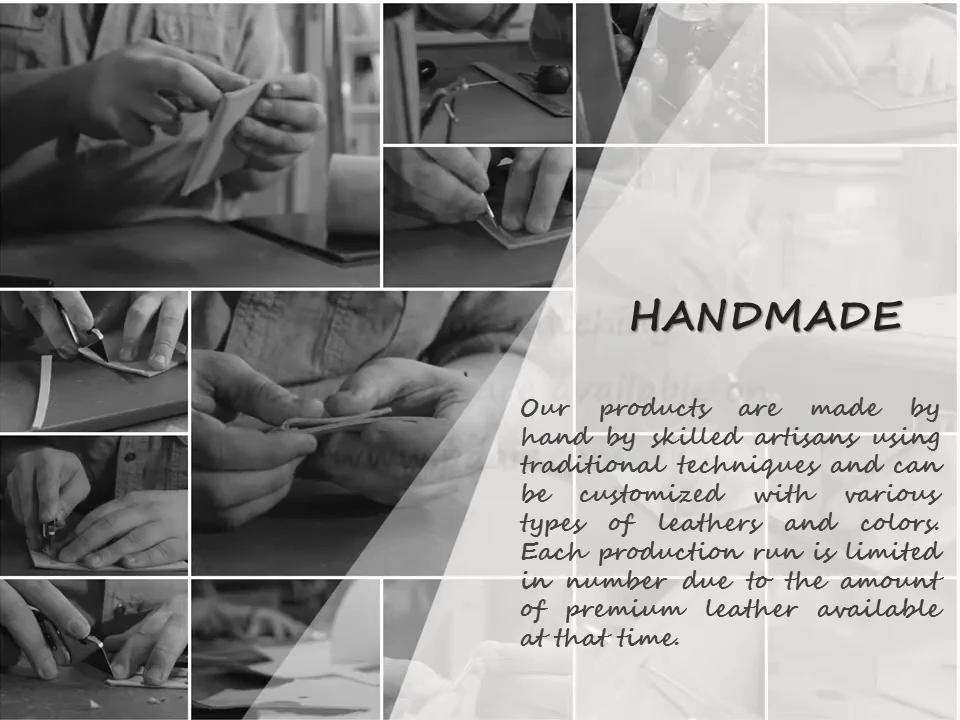 HANDMADE
Our products are made by
hand by skilled artisans using
traditional techniques and can
be customized with various
types of leathers and colors.
Each production run is limited
in number due to the amount
of premium leather available
at that time.